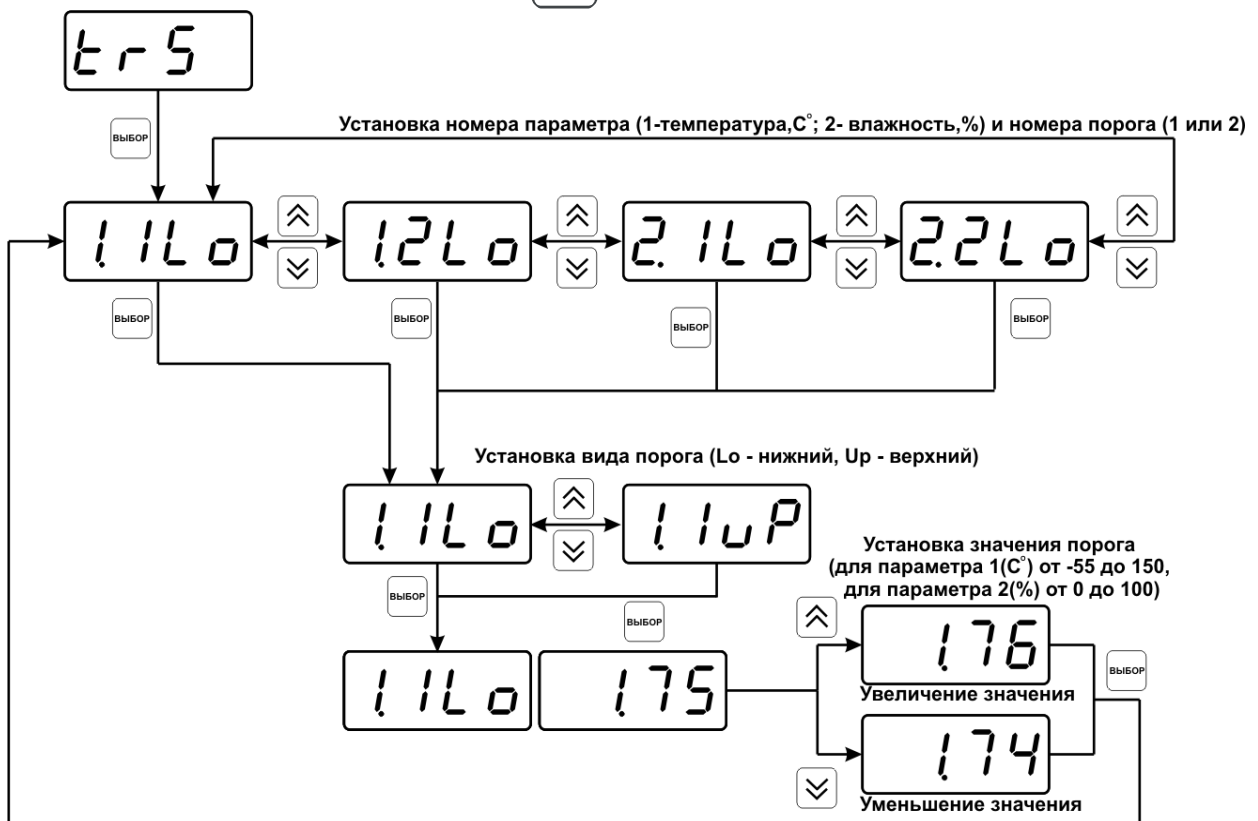 trS
ВЫБОР
Установка номера параметра (1-температура,С°; 2- влажность,%) и номера порога (1 или 2)
1.1Lo
1.2Lo
2.1Lo
2.2Lo
ВЫБОР
ВЫБОР
ВЫБОР
ВЫБОР
Установка вида порога (Lo - нижний, Up - верхний)
1.1Lo
1.1uP
Установка значения порога
(для параметра 1(С°) от -55 до 150,
для параметра 2(%) от 0 до 100)
ВЫБОР
ВЫБОР
1.1Lo
1.75
1.76
Увеличение значения
ВЫБОР
1.74
Уменьшение значения